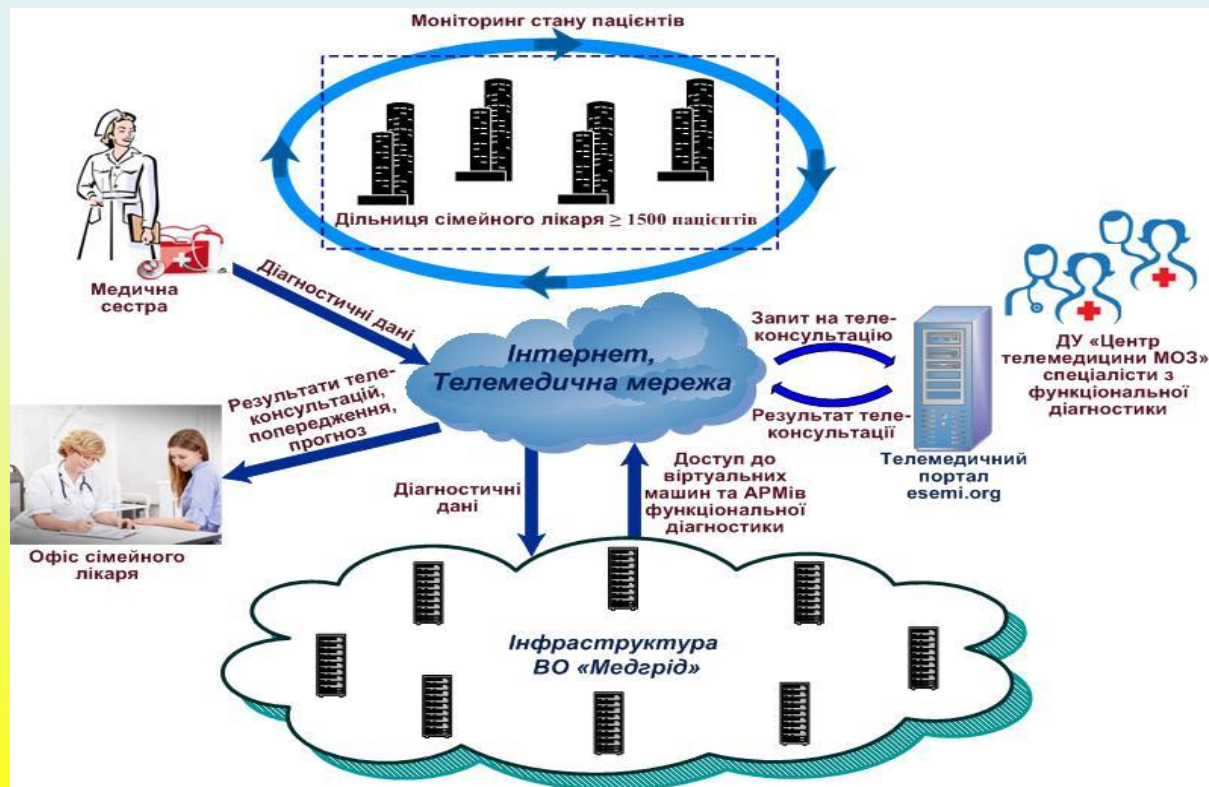 Моніторинг стану пацієнтів
Дільниця сімейного лікаря ≥ 1500 пацієнтів
Медична
сестра
Діагностичні дані
Інтернет,
Телемедична мережа
Запит на теле-
консультацію
Результат теле-
консультації
ДУ «Центр
телемедицини МОЗ»
спеціалісти з
функціональної
діагностики
Телемедичний
портал
esemi.org
Результати теле-
консультацій,
попередження,
прогноз
Офіс сімейного
лікаря
Діагностичні
дані
Доступ до
віртуальних
машин та АРМів
функціональної
діагностики
Інфраструктура
ВО «Медгрід»